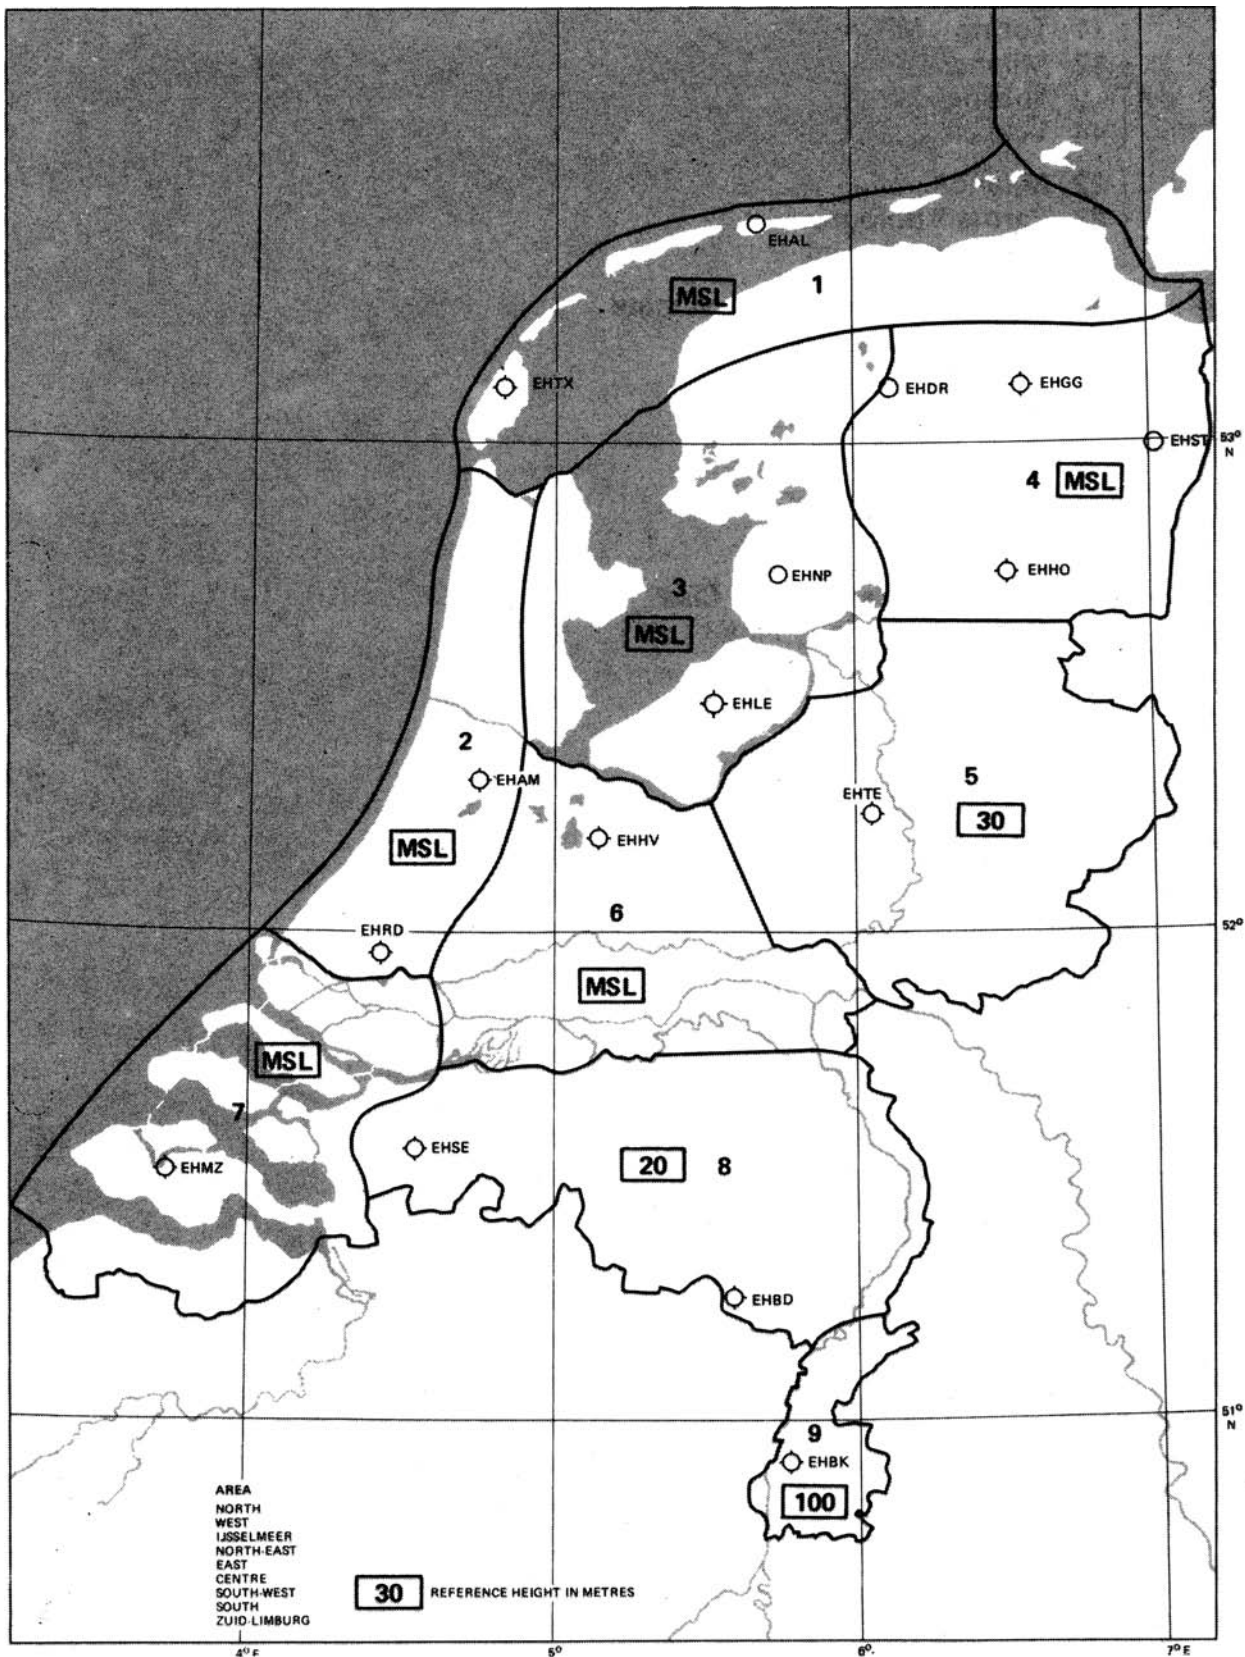 EHAL
1
MSL
EHTX
EHDR
EHGG
53°
N
EHST
4 MSL
EHNP
EHHO
3
MSL
EHLE
2
EHAM
5
EHTE
30
EHHV
MSL
6
52°
EHRD
MSL
MSL
7
EHSE
20 8
EHMZ
EHBD
51°
N
9
EHBK
100
AREA
NORTH
WEST
IJSSELMEER
NORTH-EAST
EAST
CENTRE
SOUTH-WEST
SOUTH
ZUID-LIMBURG
30 REFERENCE HEIGHT IN METRES
4° E
5°
6°
7° E